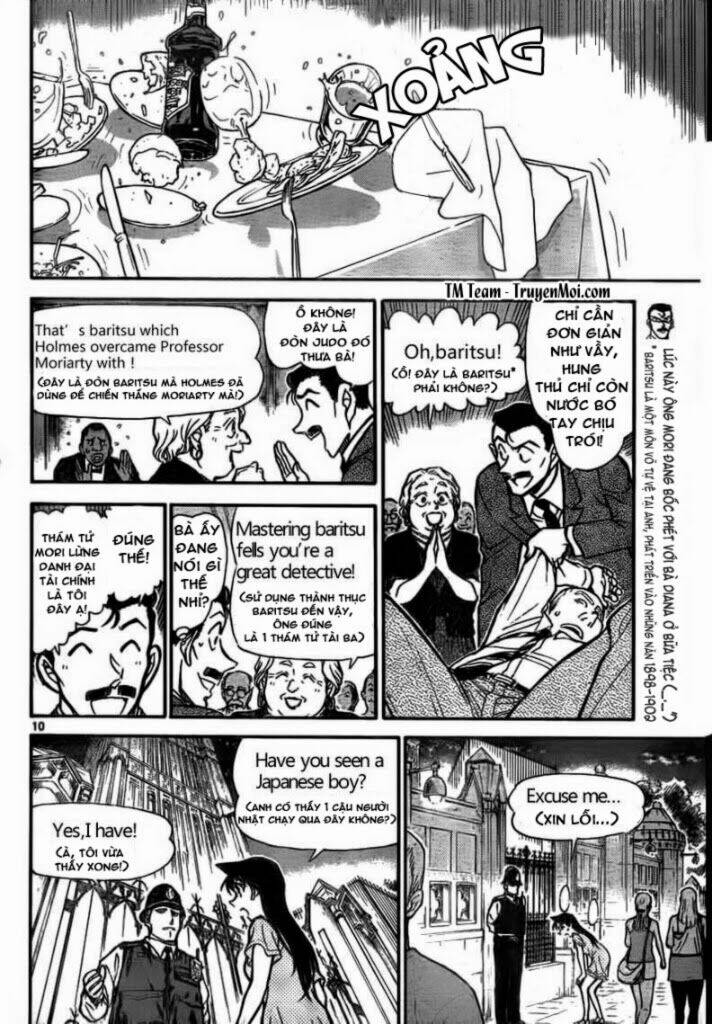 XOẢNG
TM Team - TruyenMoi.com
CHỈ CẦN
ĐƠN GIẢN
NHƯ VẦY,
HUNG
THỦ CHỈ CÒN
NƯỚC BÓ
TAY CHỊU
TRÓI!
Oh,baritsu!
(Ồ! ĐÂY LÀ BARITSU*
PHẢI KHÔNG?)
LÚC NÀY ÔNG MORI ĐANG BỐC PHÉT VỚI BÀ DIANA Ở BỮA TIỆC (._.")
* BARITSU LÀ MỘT MÔN VÕ TỰ VỆ TẠI ANH, PHÁT TRIỂN VÀO NHỮNG NĂN 1898-1902
Ồ KHÔNG!
ĐÂY LÀ
ĐÒN JUDO ĐÓ
THƯA BÀ!
That's baritsu which
Holmes overcame Professor
Moriarty with !
(ĐÂY LÀ ĐÓN BARITSU MÀ HOLMES ĐÃ
DÙNG ĐỂ CHIẾN THẮNG MORIARTY MÀ!)
Mastering baritsu
fells you're a
great detective!
(SỬ DỤNG THÀNH THỤC
BARITSU ĐẾN VẬY,
ÔNG ĐÚNG
LÀ 1 THÁM TỬ TÀI BA)
BÀ ẤY
ĐANG
NÓI GÌ
THẾ
NHỈ?
ĐÚNG
THẾ!
THÁM TỬ
MORI LỪNG
DANH ĐẠI
TÀI CHÍNH
LÀ TÔI
ĐÂY Ạ!
10
Excuse me...
(XIN LỖI...)
Have you seen a
Japanese boy?
(ANH CÓ THẤY 1 CẬU NGƯỜI
NHẬT CHẠY QUA ĐÂY KHÔNG?)
Yes,I have!
(À, TÔI VỪA
THẤY XONG!)